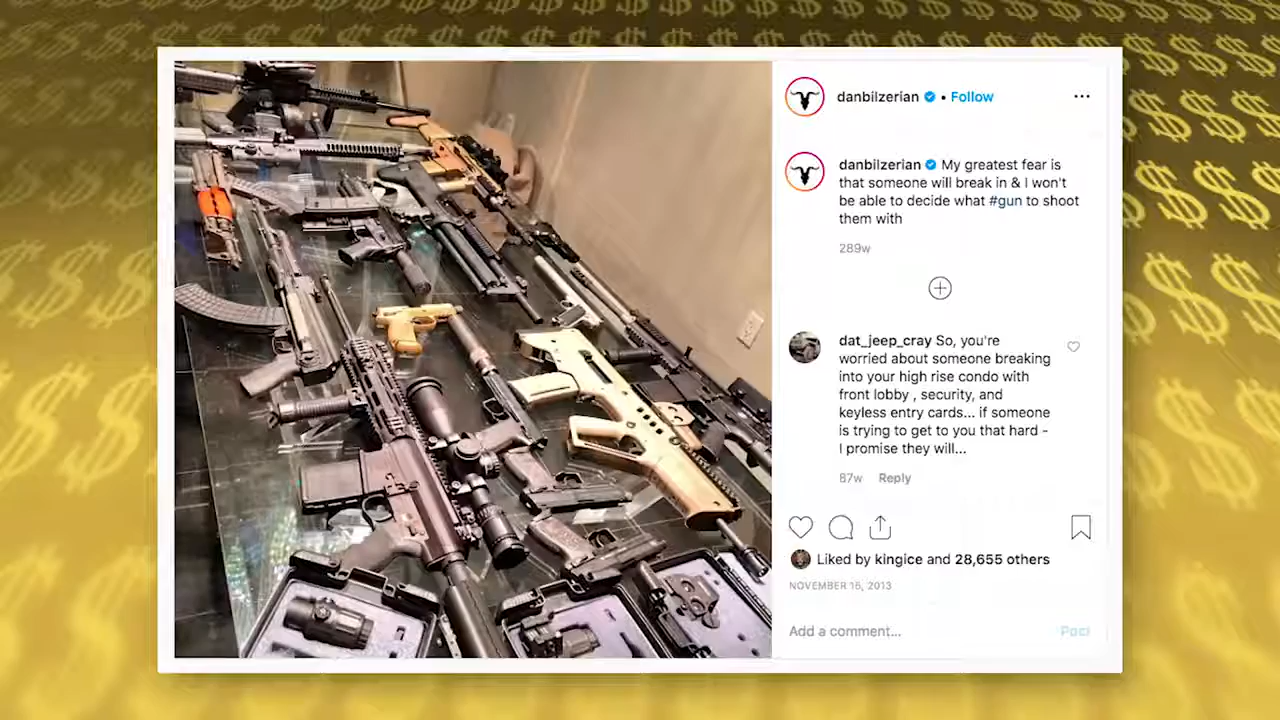 danbilzerian • Follow
danbilzerian My greatest fear is
that someone will break in & I won't
be able to decide what #gun to shoot
them with
289w
dat_jeep_cray So, you're
worried about someone breaking
into your high rise condo with
front lobby , security, and
keyless entry cards... if someone
is trying to get to you that hard -
I promise they will...
87w Reply
Liked by kingice and 28,655 others
NOVEMBER 15, 2013
Add a comment...
Post